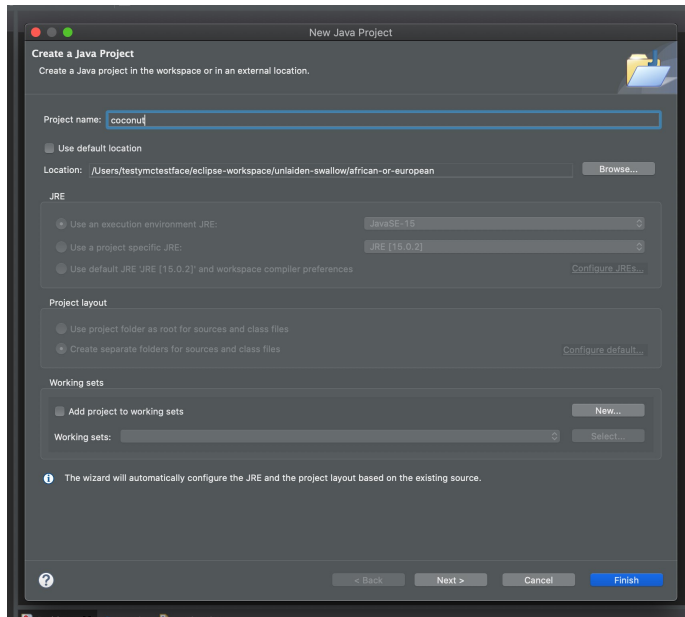 New Java Project
Create a Java Project
Create a Java project in the workspace or in an external location.
Project name: coconut
Use default location
Location: /Users/testymctestface/eclipse-workspace/unlaiden-swallow/african-or-european Browse...
JRE
Use an execution environment JRE: JavaSE-15
Use a project specific JRE: JRE [15.0.2]
Use default JRE 'JRE [15.0.2]' and workspace compiler preferences Configure JREs...
Project layout
Use project folder as root for sources and class files
Create separate folders for sources and class files Configure default...
Working sets
Add project to working sets New...
Working sets: Select...
The wizard will automatically configure the JRE and the project layout based on the existing source.
? < Back Next > Cancel Finish